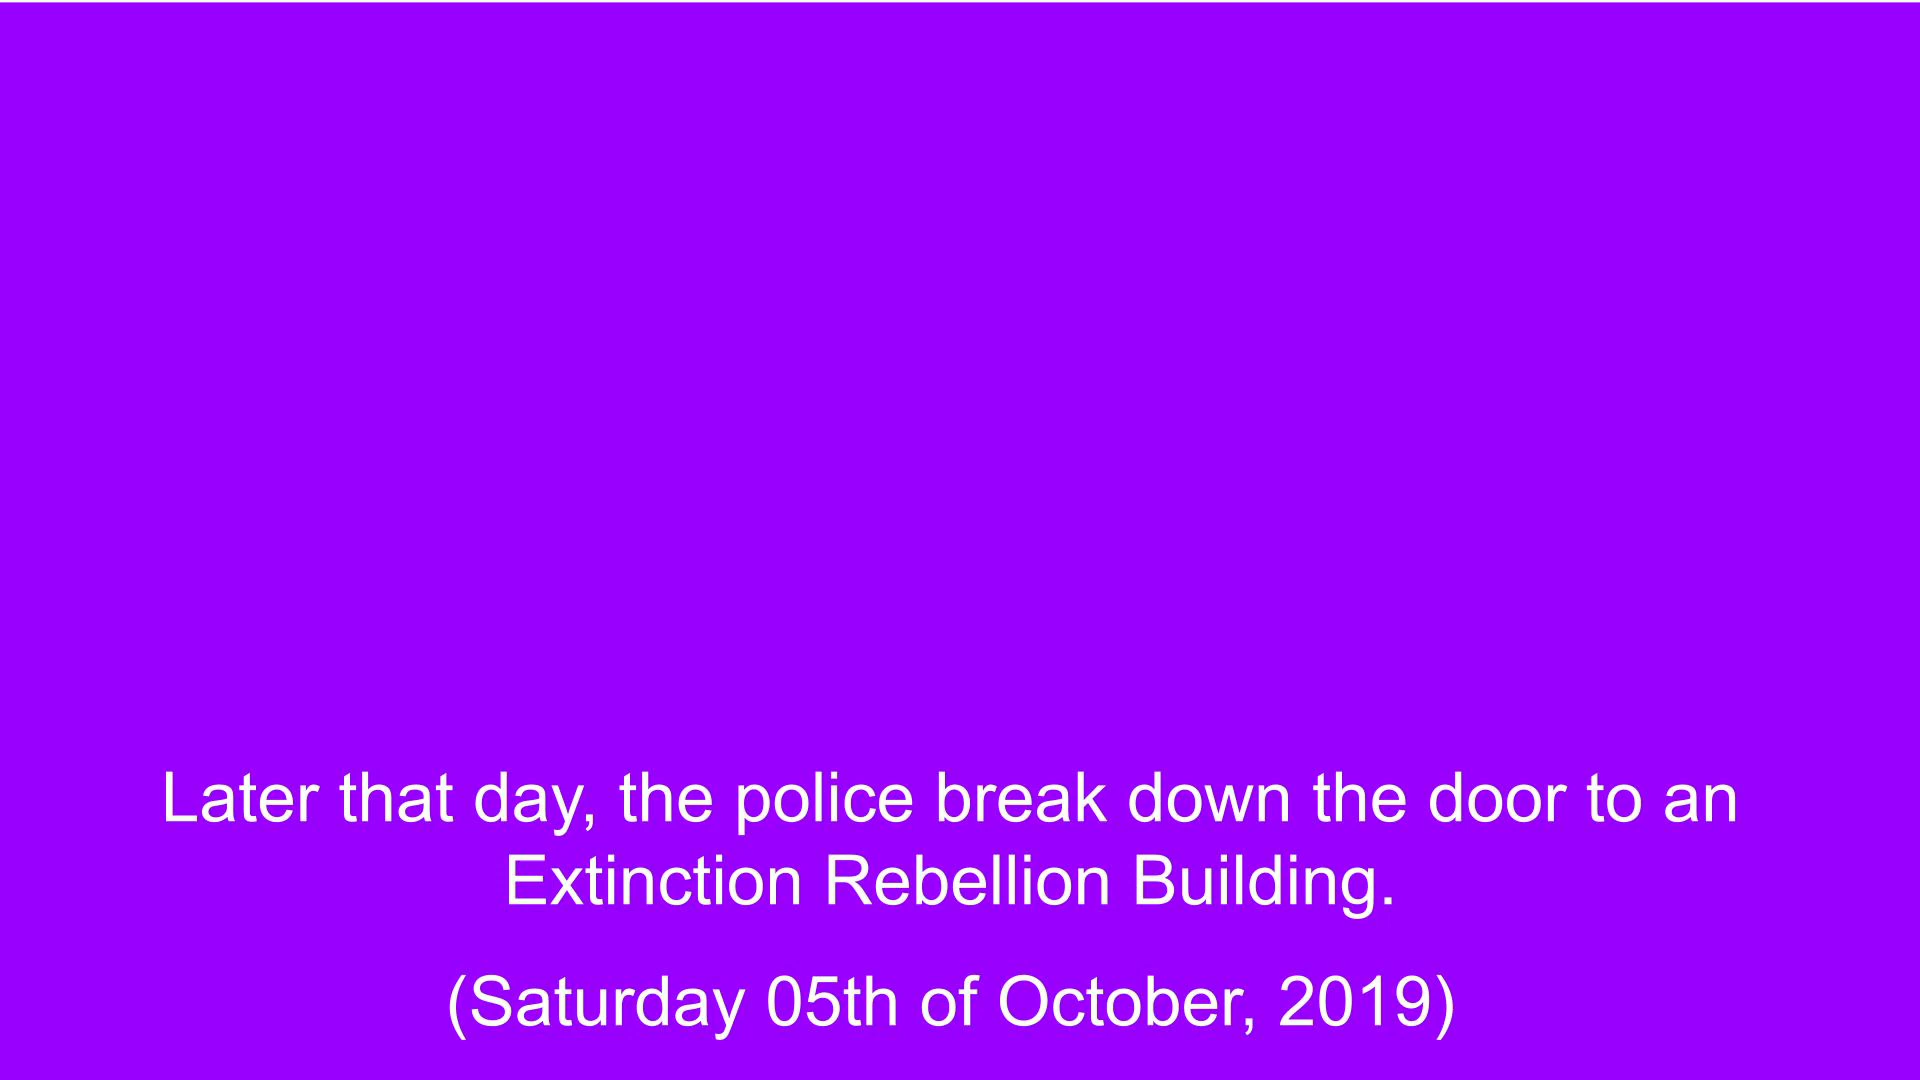 Later that day, the police break down the door to an
Extinction Rebellion Building.
(Saturday 05th of October, 2019)